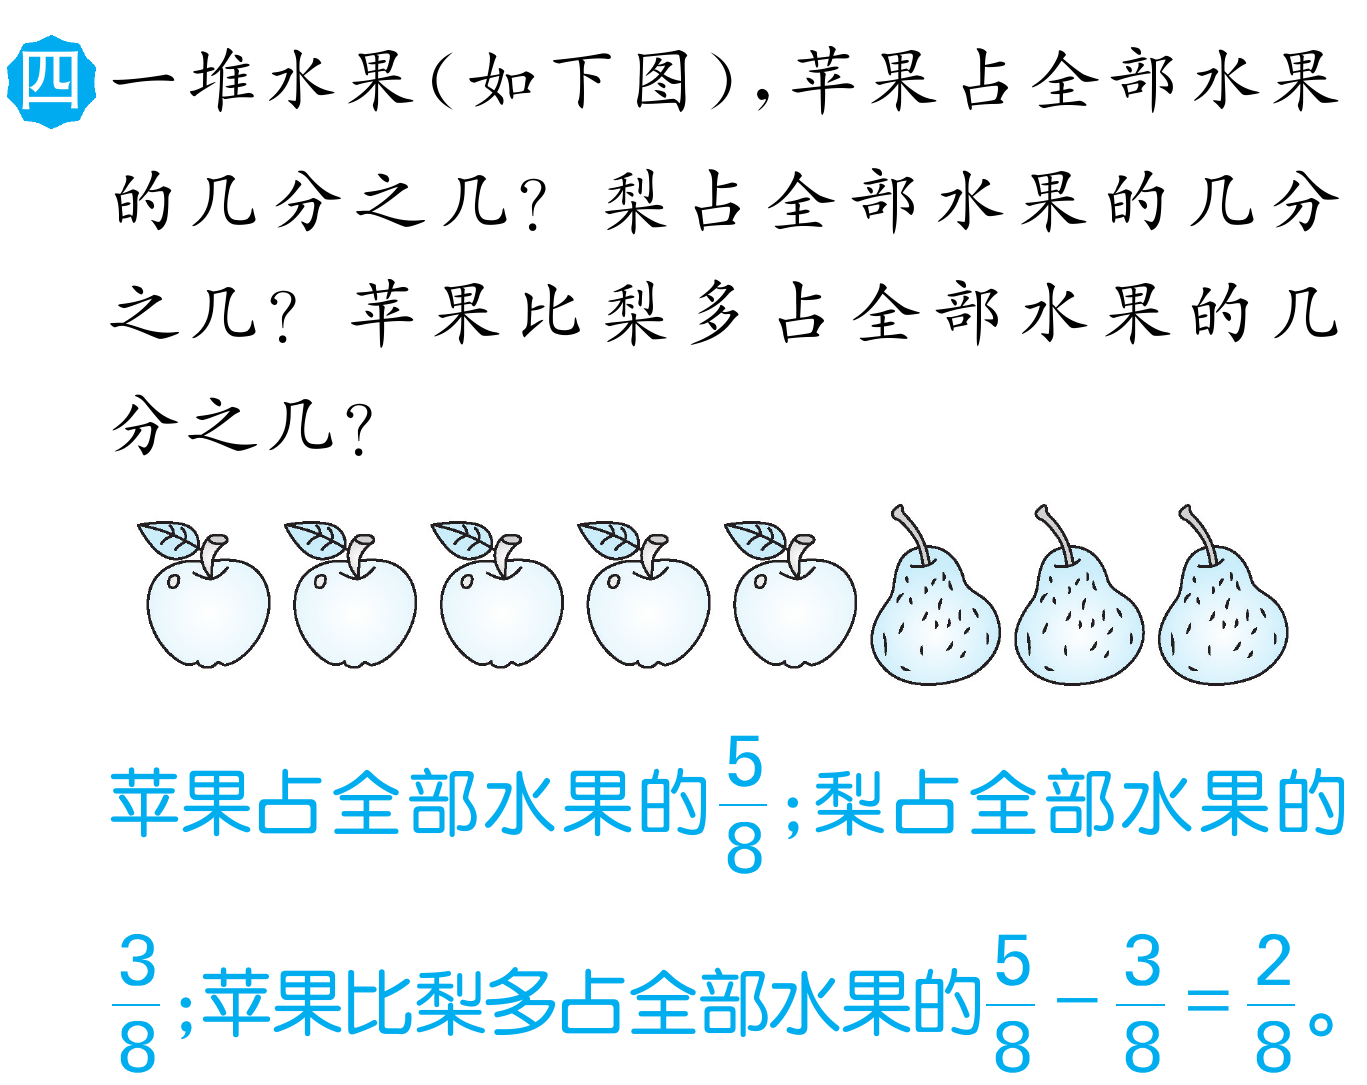 四 一堆水果(如下图),苹果占全部水果
的几分之几? 梨占全部水果的几分
之几? 苹果比梨多占全部水果的几
分之几?
苹果占全部水果的5/8;梨占全部水果的
3/8;苹果比梨多占全部水果的5/8－3/8＝2/8。